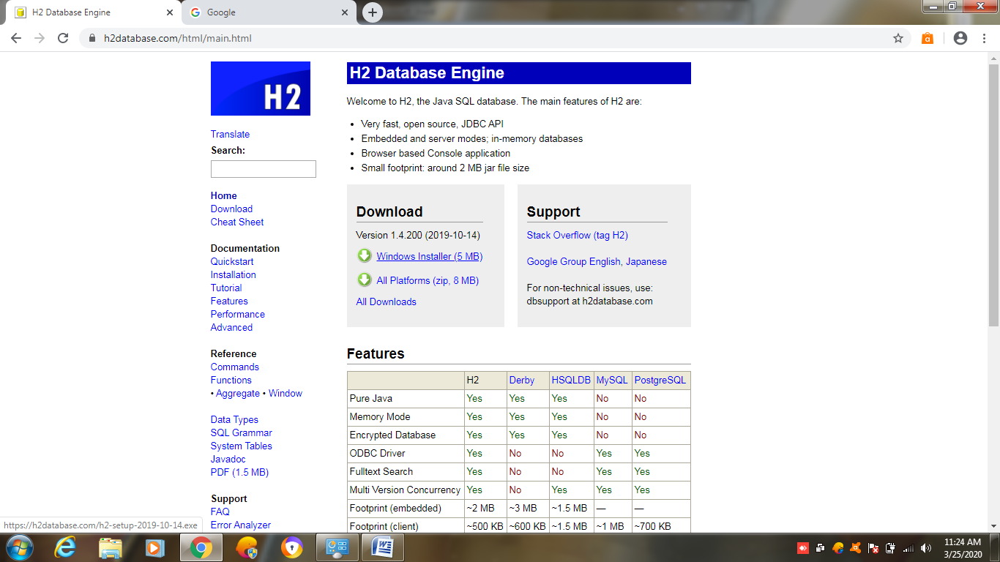 H2 Database Engine
Google
h2database.com/html/main.html
H2
Translate
Search:
Home
Download
Cheat Sheet
Documentation
Quickstart
Installation
Tutorial
Features
Performance
Advanced
Reference
Commands
Functions
• Aggregate • Window
Data Types
SQL Grammar
System Tables
Javadoc
PDF (1.5 MB)
Support
FAQ
Error Analyzer
H2 Database Engine
Welcome to H2, the Java SQL database. The main features of H2 are:
• Very fast, open source, JDBC API
• Embedded and server modes; in-memory databases
• Browser based Console application
• Small footprint: around 2 MB jar file size
Download
Version 1.4.200 (2019-10-14)
Windows Installer (5 MB)
All Platforms (zip, 8 MB)
All Downloads
Support
Stack Overflow (tag H2)
Google Group English, Japanese
For non-technical issues, use:
dbsupport at h2database.com
Features
H2 Derby HSQLDB MySQL PostgreSQL
Pure Java Yes Yes Yes No No
Memory Mode Yes Yes Yes No No
Encrypted Database Yes Yes Yes No No
ODBC Driver Yes No No Yes Yes
Fulltext Search Yes No No Yes Yes
Multi Version Concurrency Yes No Yes Yes Yes
Footprint (embedded) ~2 MB ~3 MB ~1.5 MB — —
Footprint (client) ~500 KB ~600 KB ~1.5 MB ~1 MB ~700 KB
https://h2database.com/h2-setup-2019-10-14.exe
11:24 AM
3/25/2020